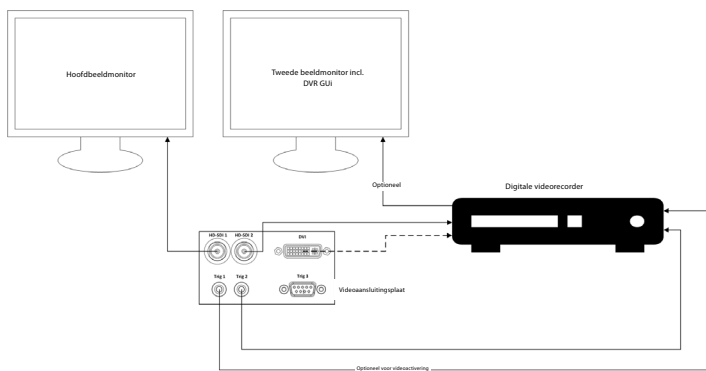 Hoofdbeeldmonitor
Tweede beeldmonitor incl.
DVR GUi
Optioneel
Digitale videorecorder
HD-SDI 1
HD-SDI 2
DVI
Trig 1
Trig 2
Trig 3
Videoaansluitingsplaat
Optioneel voor videoactivering